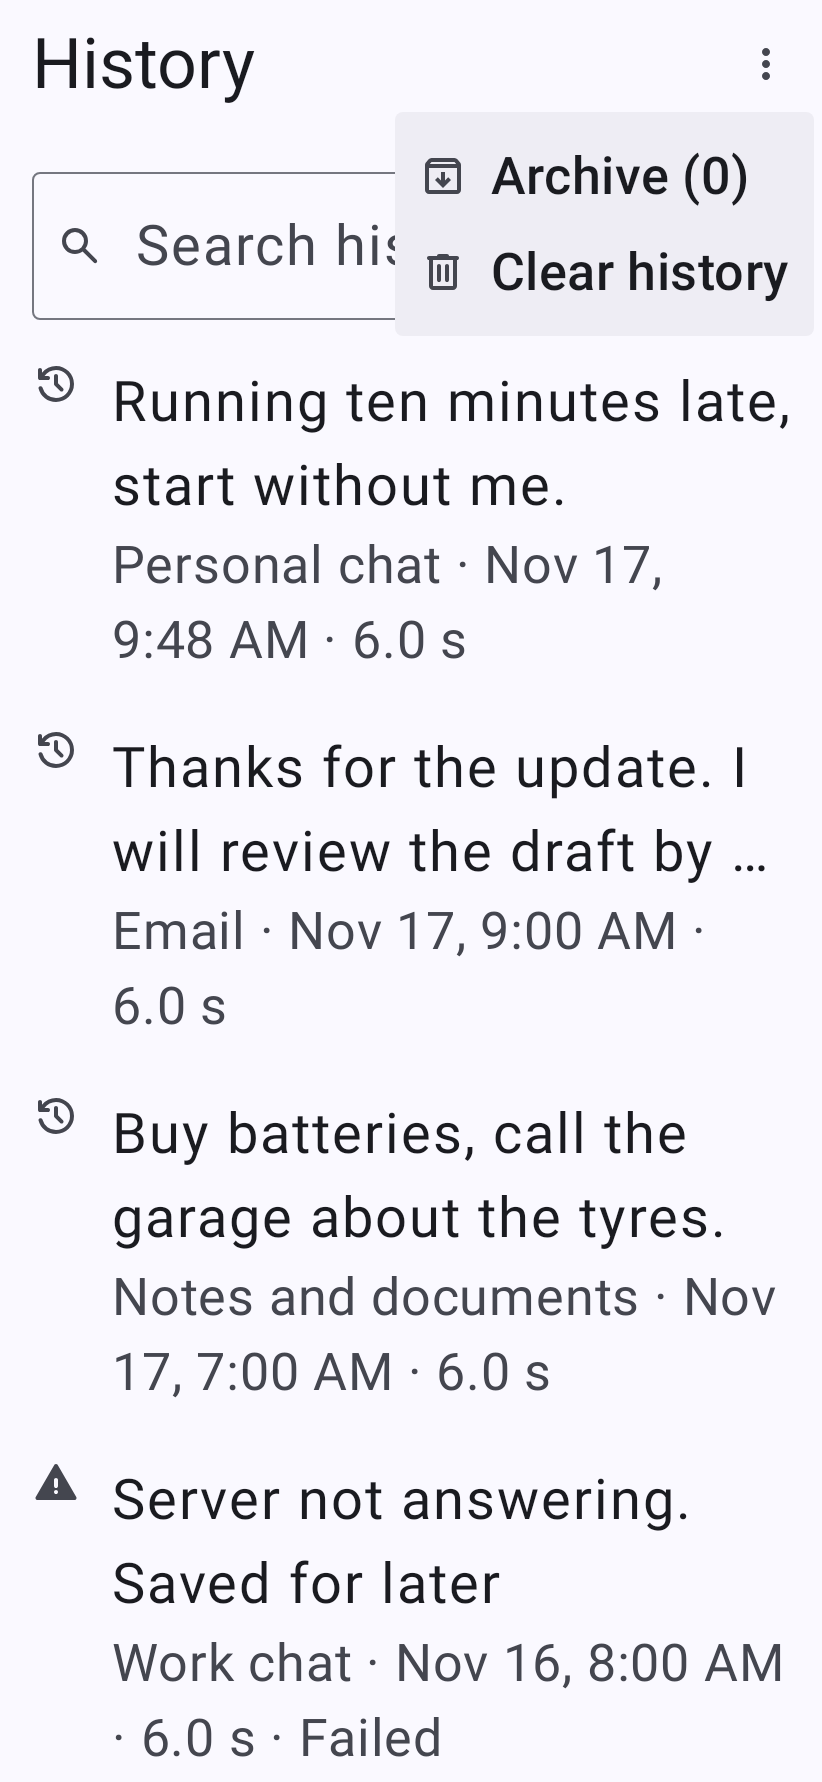 History
Archive (0)
Search his
Clear history
Running ten minutes late,
start without me.
Personal chat · Nov 17,
9:48 AM · 6.0 s
Thanks for the update. I
will review the draft by …
Email · Nov 17, 9:00 AM ·
6.0 s
Buy batteries, call the
garage about the tyres.
Notes and documents · Nov
17, 7:00 AM · 6.0 s
Server not answering.
Saved for later
Work chat · Nov 16, 8:00 AM
· 6.0 s · Failed